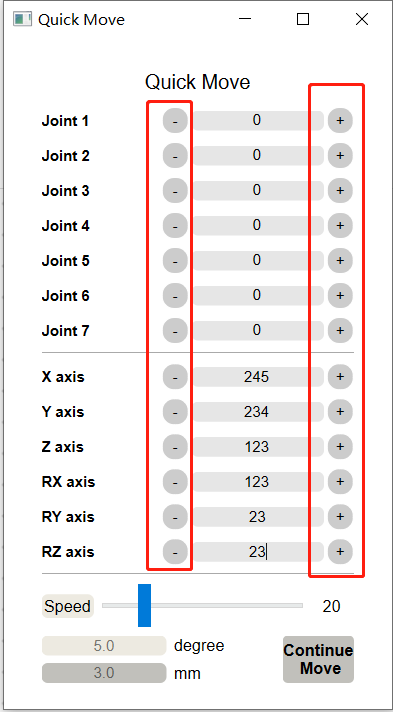 Quick Move
Quick Move
Joint 1 - 0 +
Joint 2 - 0 +
Joint 3 - 0 +
Joint 4 - 0 +
Joint 5 - 0 +
Joint 6 - 0 +
Joint 7 - 0 +
X axis - 245 +
Y axis - 234 +
Z axis - 123 +
RX axis - 123 +
RY axis - 23 +
RZ axis - 23 +
Speed 20
5.0 degree
3.0 mm
Continue
Move